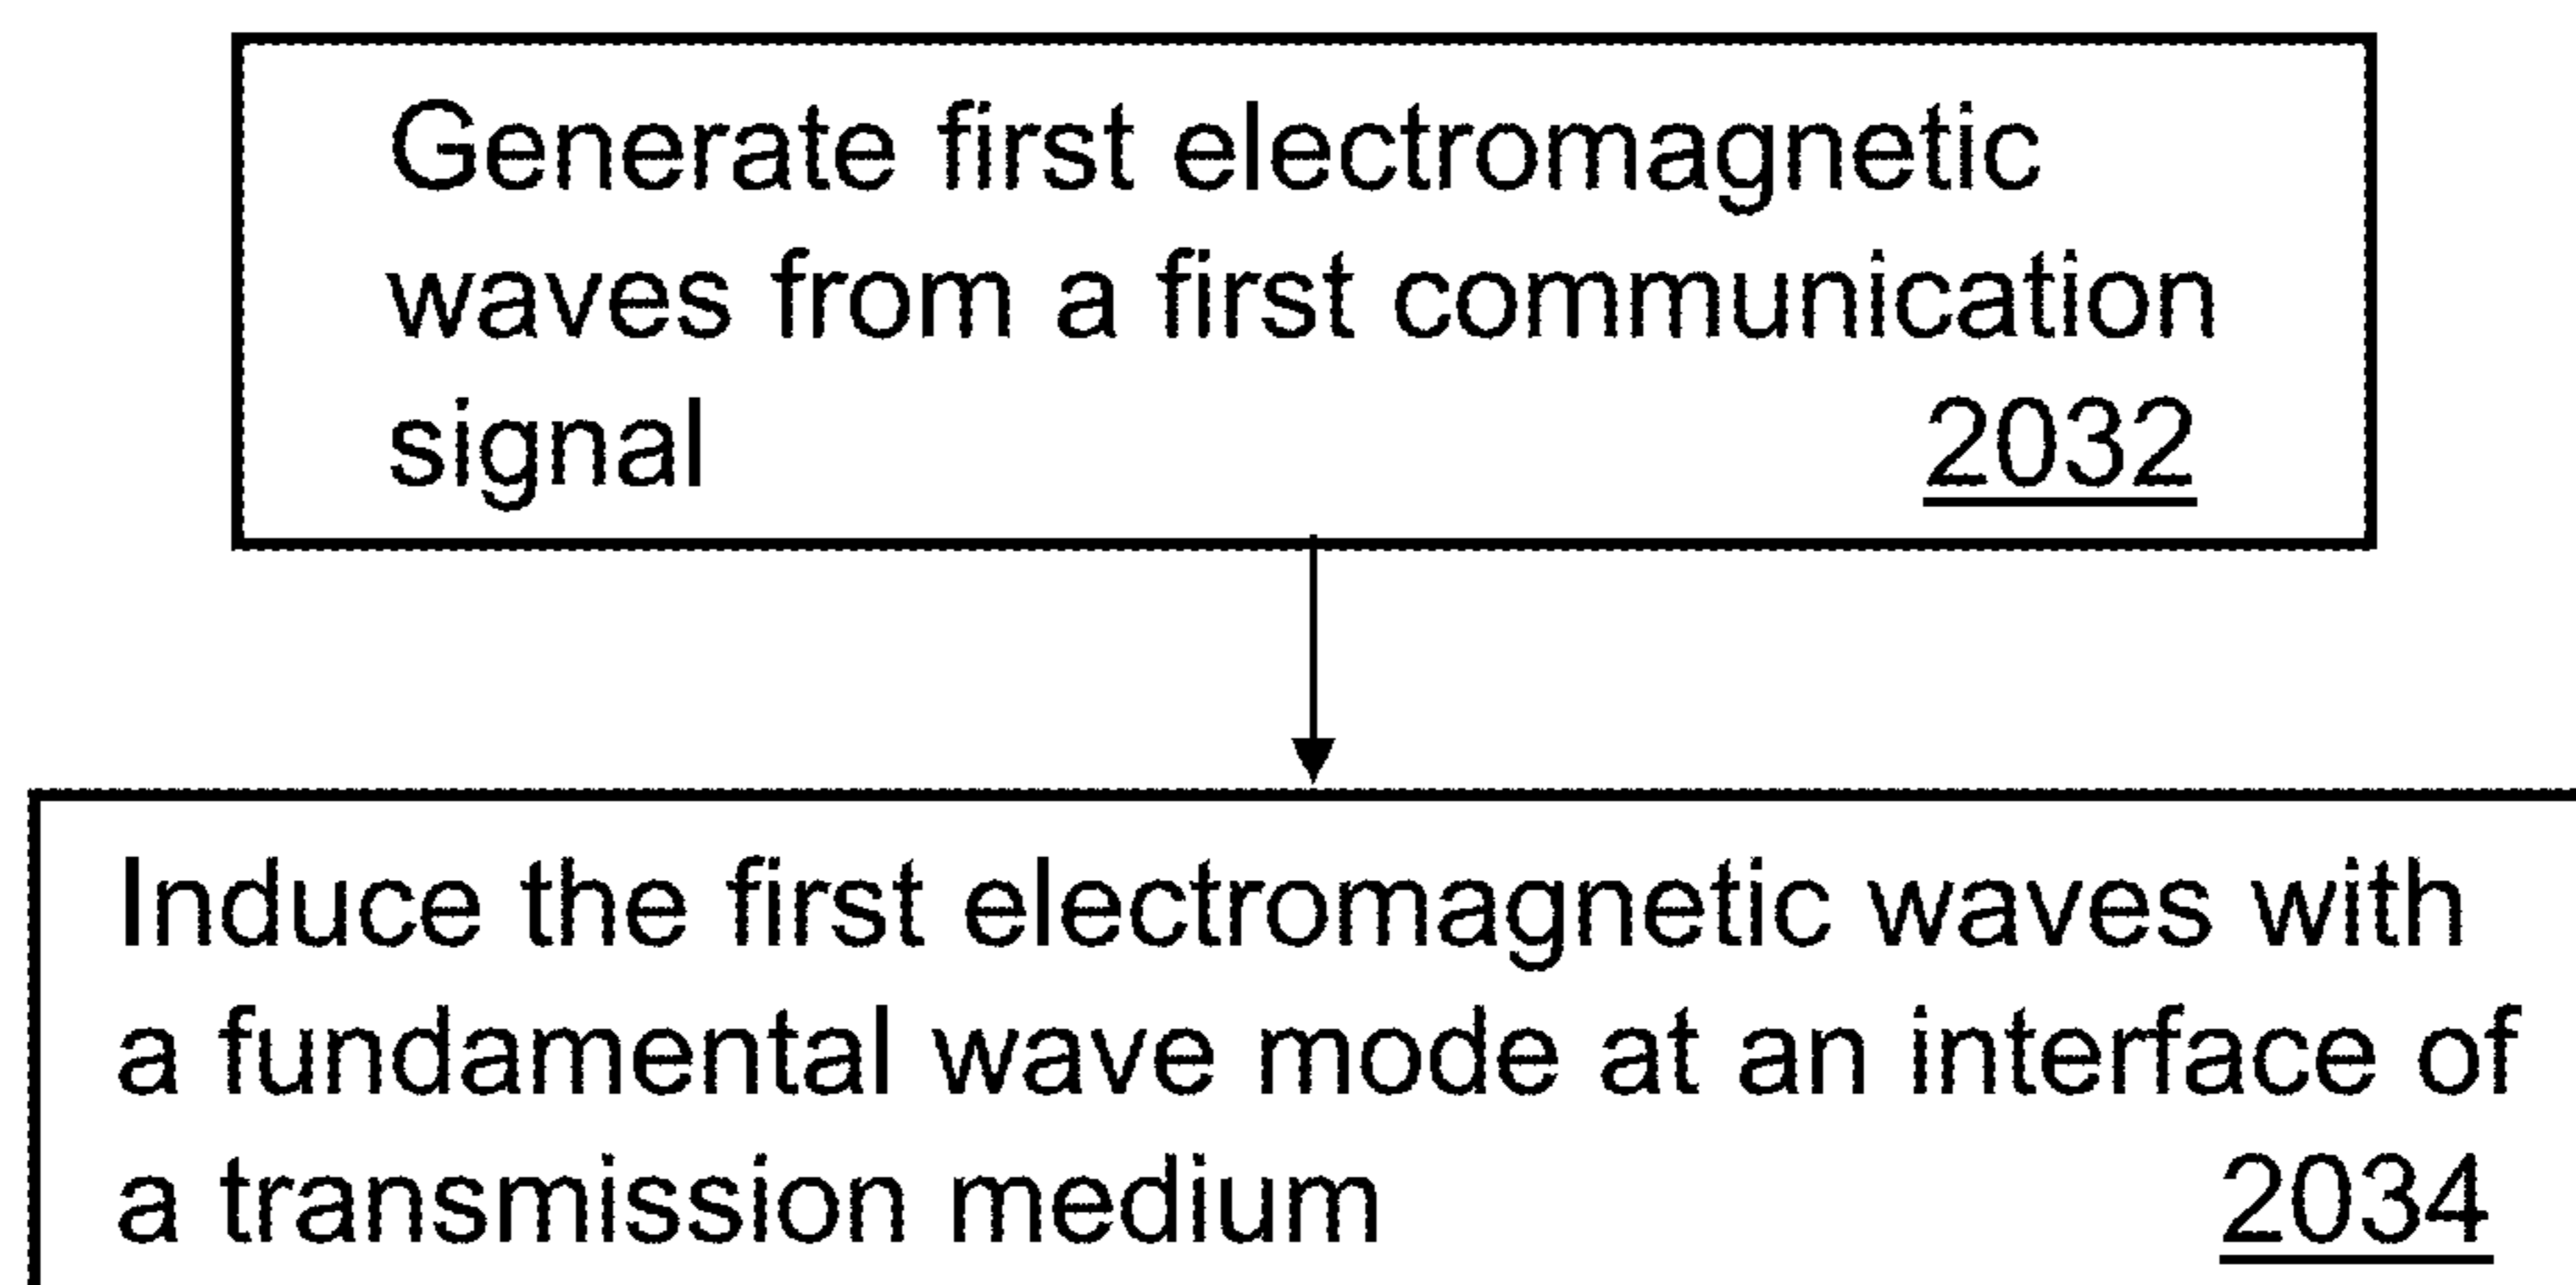 Generate first electromagnetic
waves from a first communication
signal 2032
Induce the first electromagnetic waves with
a fundamental wave mode at an interface of
a transmission medium 2034